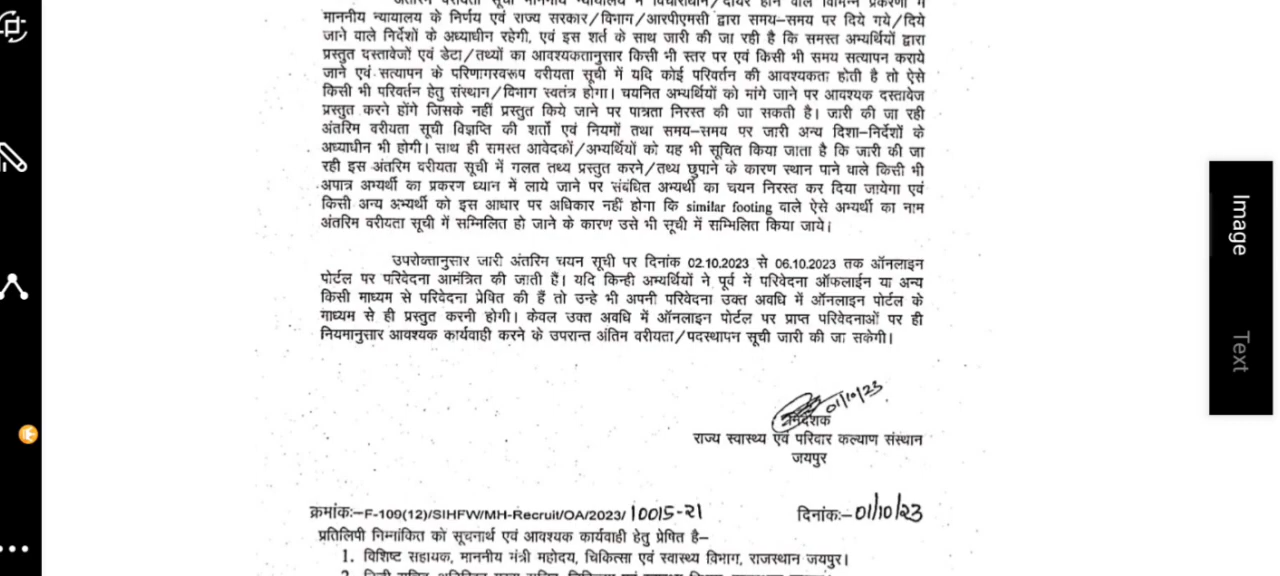 अंतरिम वरीयता सूची माननीय न्यायालय में विचाराधीन/दायर होने वाले विभिन्न प्रकरणों में
माननीय न्यायालय के निर्णय एवं राज्य सरकार/विभाग/आरपीएमसी द्वारा समय–समय पर दिये गये/दिये
जाने वाले निर्देशों के अध्याधीन रहेगी, एवं इस शर्त के साथ जारी की जा रही है कि समस्त अभ्यर्थियों द्वारा
प्रस्तुत दस्तावेजों एवं डेटा/तथ्यों का आवश्यकतानुसार किसी भी स्तर पर एवं किसी भी समय सत्यापन कराये
जाने एवं सत्यापन के परिणागरवरूप वरीयता सूची में यदि कोई परिवर्तन की आवश्यकता होती है तो ऐसे
किसी भी परिवर्तन हेतु संस्थान/विभाग स्वतंत्र होगा। चयनित अभ्यर्थियों को मांगे जाने पर आवश्यक दस्तावेज
प्रस्तुत करने होंगे जिसके नहीं प्रस्तुत किये जाने पर पात्रता निरस्त की जा सकती है। जारी की जा रही
अंतरिम वरीयता सूची विज्ञप्ति की शर्तो एवं नियमों तथा समय–समय पर जारी अन्य दिशा–निर्देशों के
अध्याधीन भी होगी। साथ ही समस्त आवेदकों/अभ्यर्थियों को यह भी सूचित किया जाता है कि जारी की जा
रही इस अंतरिम वरीयता सूची में गलत तथ्य प्रस्तुत करने/तथ्य छुपाने के कारण स्थान पाने वाले किसी भी
अपात्र अभ्यर्थी का प्रकरण ध्यान में लाये जाने पर संबंधित अभ्यर्थी का चयन निरस्त कर दिया जायेगा एवं
किसी अन्य अभ्यर्थी को इस आधार पर अधिकार नहीं होगा कि similar footing वाले ऐसे अभ्यर्थी का नाम
अंतरिम वरीयता सूची में सम्मिलित हो जाने के कारण उसे भी सूची में सम्मिलित किया जाये।
उपरोक्तानुसार जारी अंतरिम चयन सूची पर दिनांक 02.10.2023 से 06.10.2023 तक ऑनलाइन
पोर्टल पर परिवेदना आमंत्रित की जाती हैं। यदि किन्ही अभ्यर्थियों ने पूर्व में परिवेदना ऑफलाईन या अन्य
किसी माध्यम से परिवेदना प्रेषित की हैं तो उन्हे भी अपनी परिवेदना उक्त अवधि में ऑनलाइन पोर्टल के
माध्यम से ही प्रस्तुत करनी होगी। केवल उक्त अवधि में ऑनलाइन पोर्टल पर प्राप्त परिवेदनाओं पर ही
नियमानुसार आवश्यक कार्यवाही करने के उपरान्त अंतिम वरीयता/पदस्थापन सूची जारी की जा सकेगी।
01/10/23
निदेशक
राज्य स्वास्थ्य एवं परिवार कल्याण संस्थान
जयपुर
क्रमांकः–F-109(12)/SIHFW/MH-Recruit/OA/2023/ 10015-21 दिनांकः– 01/10/23
प्रतिलिपी निम्नांकित को सूचनार्थ एवं आवश्यक कार्यवाही हेतु प्रेषित है–
1. विशिष्ट सहायक, माननीय मंत्री महोदय, चिकित्सा एवं स्वास्थ्य विभाग, राजस्थान जयपुर।
Image
Text